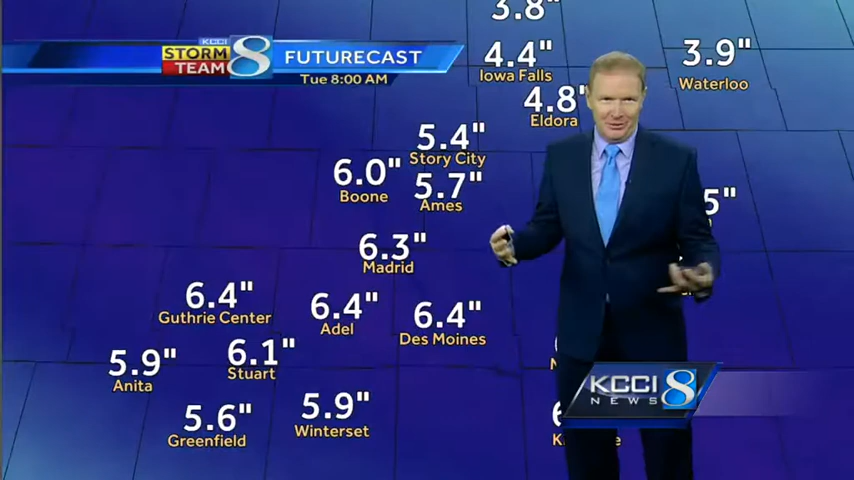 3.8"
KCCI
STORM
TEAM
8
FUTURECAST
Tue 8:00 AM
4.4"
Iowa Falls
3.9"
Waterloo
4.8"
Eldora
5.4"
Story City
6.0"
Boone
5.7"
Ames
5"
6.3"
Madrid
6.4"
Guthrie Center
6.4"
Adel
6.4"
Des Moines
5.9"
Anita
6.1"
Stuart
5.6"
Greenfield
5.9"
Winterset
KCCI 8
NEWS